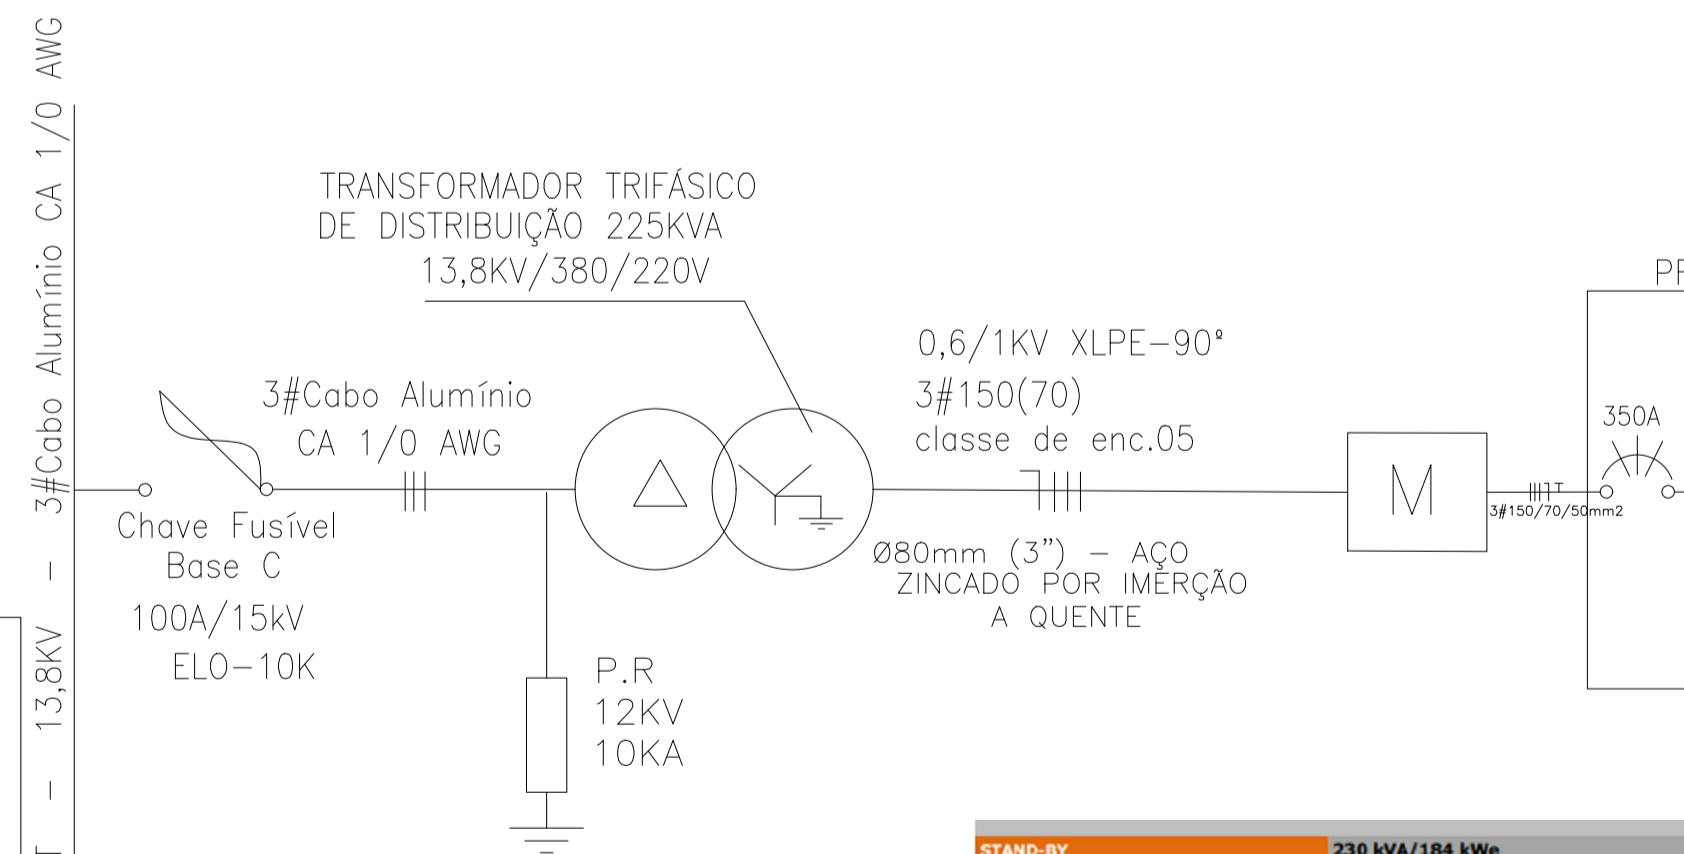 T - 13,8KV - 3#Cabo Alumínio CA 1/0 AWG
TRANSFORMADOR TRIFÁSICO
DE DISTRIBUIÇÃO 225KVA
13,8KV/380/220V
3#Cabo Alumínio
CA 1/0 AWG
Chave Fusível
Base C
100A/15kV
ELO-10K
P.R
12KV
10KA
0,6/1KV XLPE-90º
3#150(70)
classe de enc.05
Ø80mm (3”) - AÇO
ZINCADO POR IMERÇÃO
A QUENTE
M
3#150/70/50mm2
350A
STAND-BY 230 kVA/184 kWe